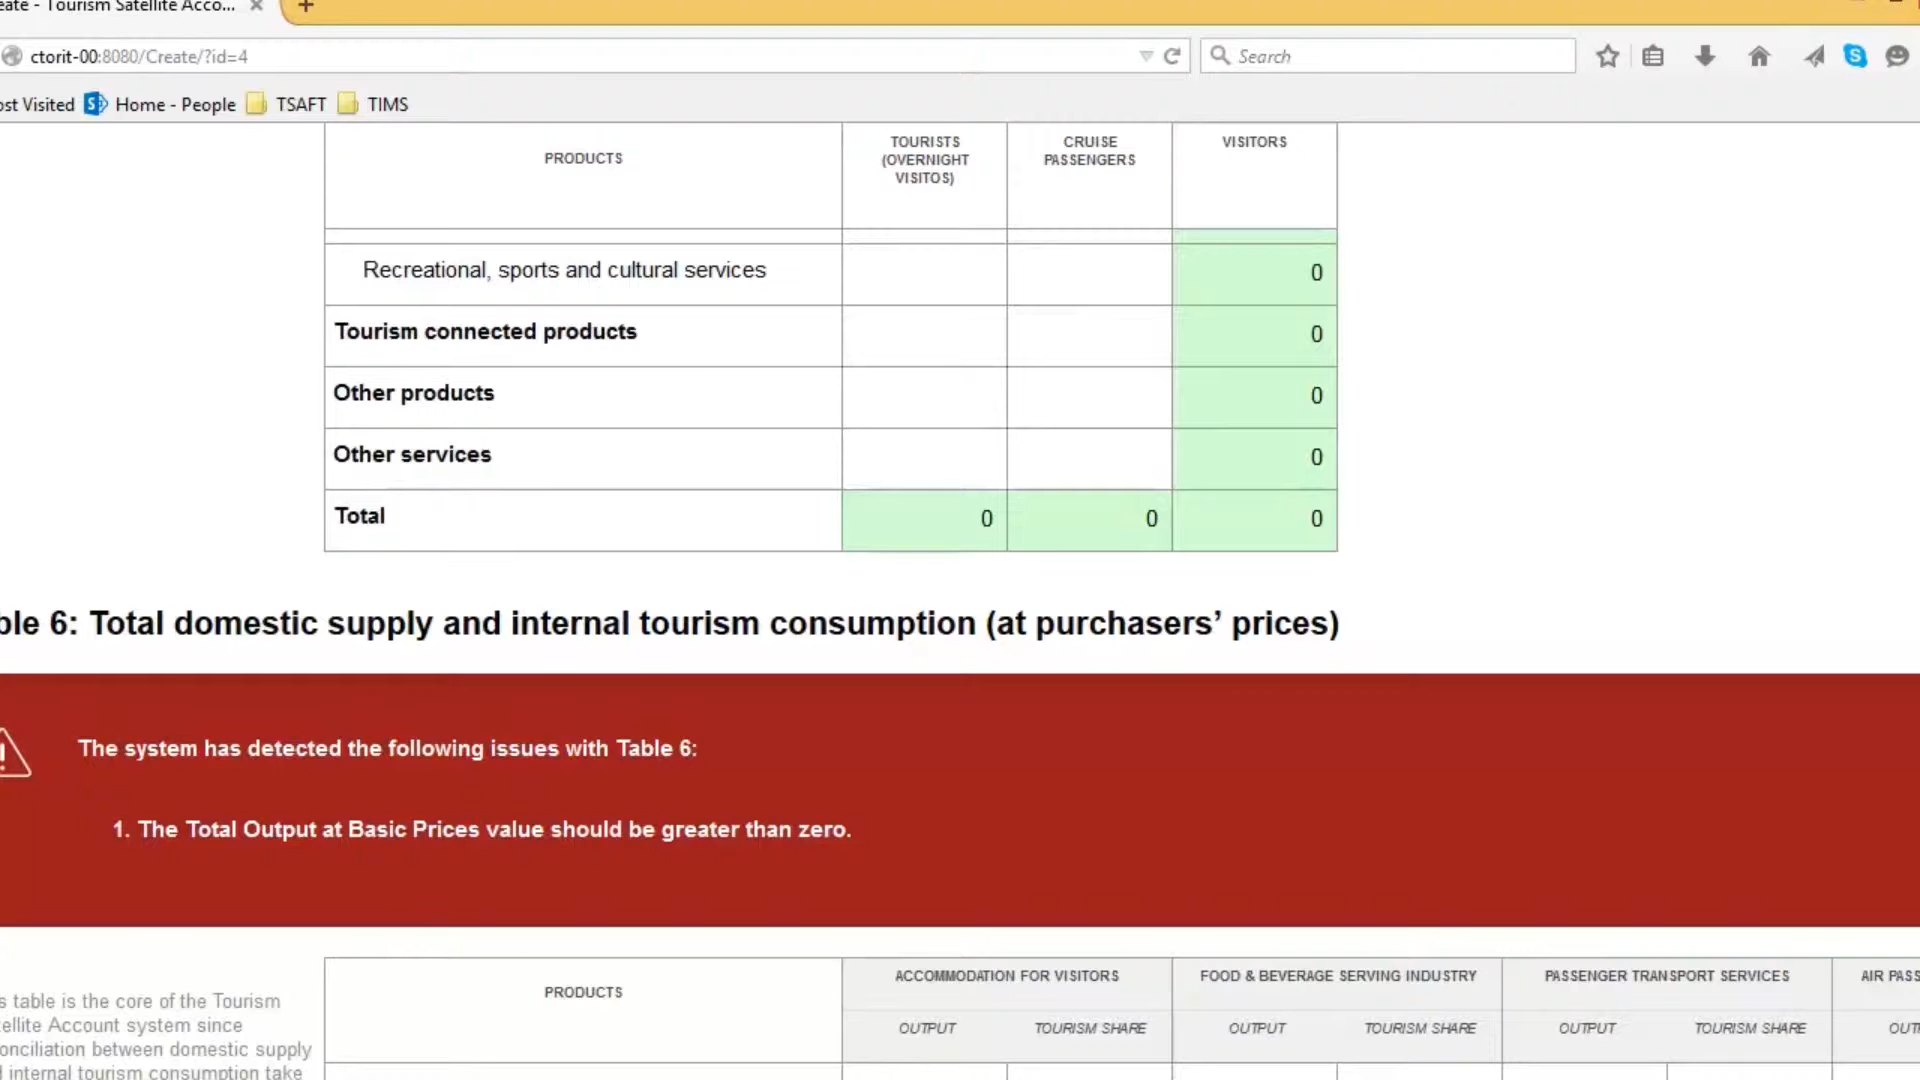 eate - Tourism Satellite Acco...
ctorit-00:8080/Create/?id=4
Search
ost Visited Home - People TSAFT TIMS
PRODUCTS
TOURISTS
(OVERNIGHT
VISITOS)
CRUISE
PASSENGERS
VISITORS
Recreational, sports and cultural services 0
Tourism connected products 0
Other products 0
Other services 0
Total 0 0 0
ble 6: Total domestic supply and internal tourism consumption (at purchasers’ prices)
The system has detected the following issues with Table 6:
1. The Total Output at Basic Prices value should be greater than zero.
s table is the core of the Tourism
ellite Account system since
onciliation between domestic supply
internal tourism consumption take
PRODUCTS
ACCOMMODATION FOR VISITORS FOOD & BEVERAGE SERVING INDUSTRY PASSENGER TRANSPORT SERVICES AIR PASS
OUTPUT TOURISM SHARE OUTPUT TOURISM SHARE OUTPUT TOURISM SHARE OUT